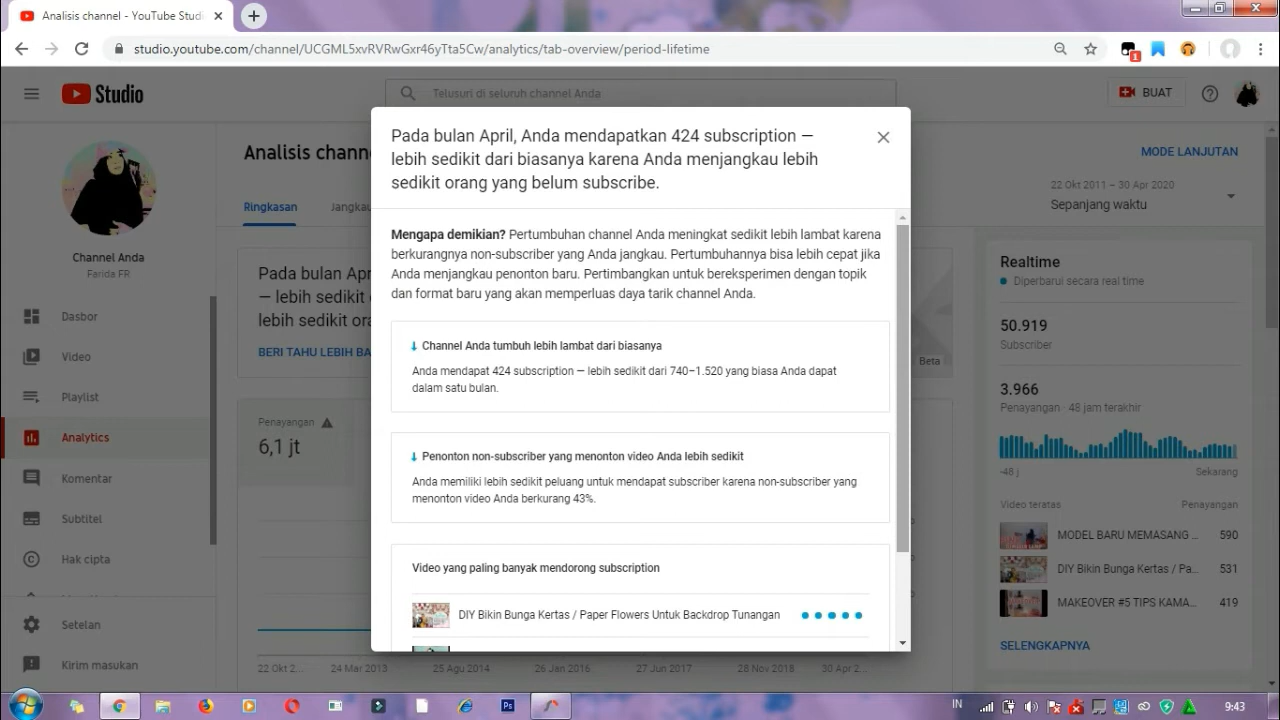 Analisis channel - YouTube Studi
studio.youtube.com/channel/UCGML5xvRVRwGxr46yTta5Cw/analytics/tab-overview/period-lifetime
1
Studio
Telusuri di seluruh channel Anda
BUAT
Channel Anda
Farida FR
Dasbor
Video
Playlist
Analytics
Komentar
Subtitel
Hak cipta
Setelan
Kirim masukan
Analisis chann
MODE LANJUTAN
Ringkasan
Jangkau
22 Okt 2011 – 30 Apr 2020
Sepanjang waktu
Pada bulan Apr
— lebih sedikit
lebih sedikit ora
BERI TAHU LEBIH BA
Beta
Penayangan
6,1 jt
22 Okt 2...
24 Mar 2013
25 Agu 2014
26 Jan 2016
27 Jun 2017
28 Nov 2018
30 Apr 2...
Pada bulan April, Anda mendapatkan 424 subscription —
lebih sedikit dari biasanya karena Anda menjangkau lebih
sedikit orang yang belum subscribe.
Mengapa demikian? Pertumbuhan channel Anda meningkat sedikit lebih lambat karena
berkurangnya non-subscriber yang Anda jangkau. Pertumbuhannya bisa lebih cepat jika
Anda menjangkau penonton baru. Pertimbangkan untuk bereksperimen dengan topik
dan format baru yang akan memperluas daya tarik channel Anda.
Channel Anda tumbuh lebih lambat dari biasanya
Anda mendapat 424 subscription — lebih sedikit dari 740–1.520 yang biasa Anda dapat
dalam satu bulan.
Penonton non-subscriber yang menonton video Anda lebih sedikit
Anda memiliki lebih sedikit peluang untuk mendapat subscriber karena non-subscriber yang
menonton video Anda berkurang 43%.
Video yang paling banyak mendorong subscription
DIY Bikin Bunga Kertas / Paper Flowers Untuk Backdrop Tunangan
Realtime
Diperbarui secara real time
50.919
Subscriber
3.966
Penayangan · 48 jam terakhir
-48 j
Sekarang
Video teratas
Penayangan
MODEL BARU MEMASANG ...
590
DIY Bikin Bunga Kertas / Pa...
531
MAKEOVER #5 TIPS KAMA...
419
SELENGKAPNYA
Ps
IN
9:43